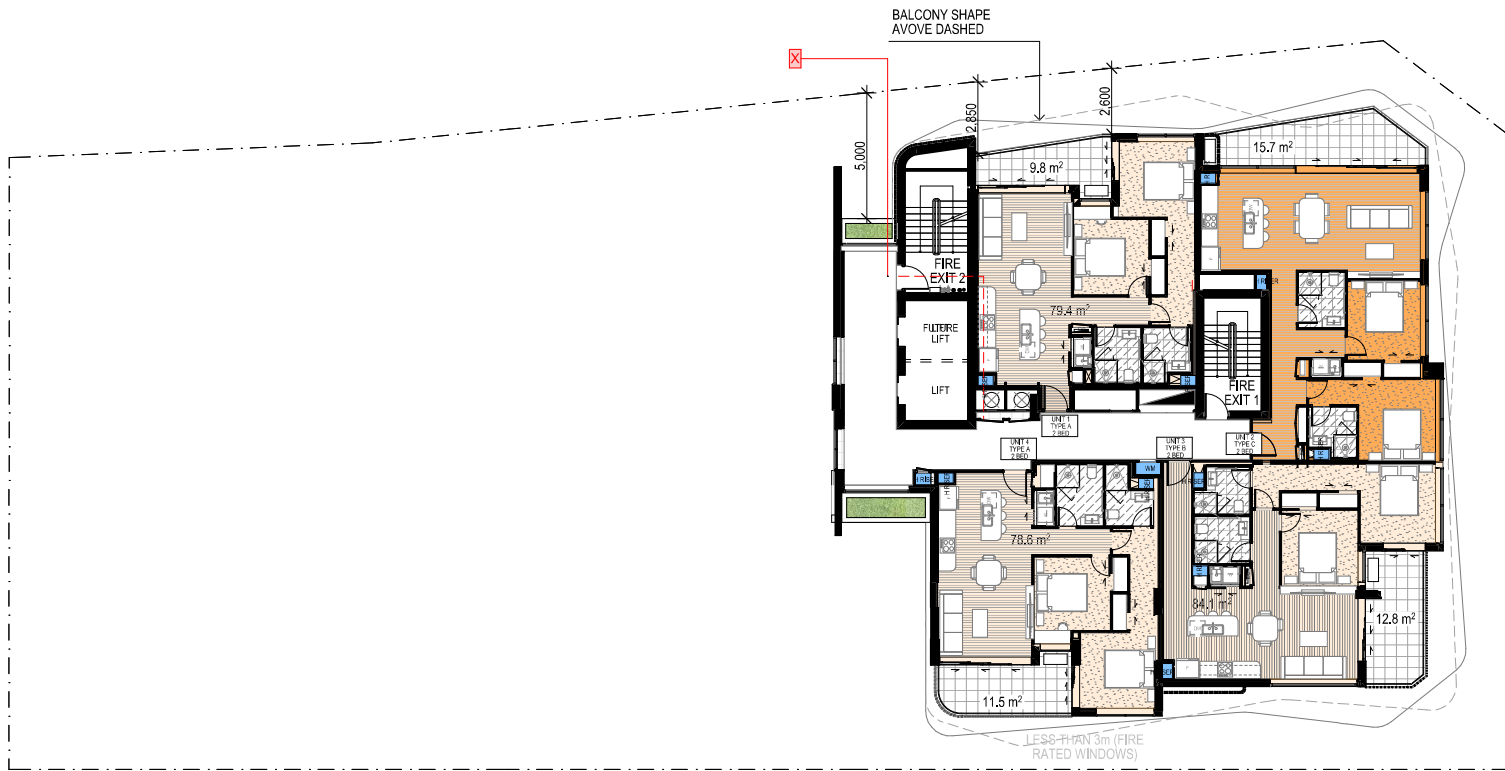 BALCONY SHAPE
AVOVE DASHED
X
2,850
2,600
5,000
15.7 m²
9.8 m²
FIRE
EXIT 2
79.4 m²
FUTURE
LIFT
LIFT
FIRE
EXIT 1
UNIT 1
TYPE A
2 BED
UNIT 4
TYPE A
2 BED
UNIT 3
TYPE B
2 BED
UNIT 2
TYPE C
2 BED
WM
78.6 m²
84.1 m²
12.8 m²
11.5 m²
LESS THAN 3m (FIRE
RATED WINDOWS)